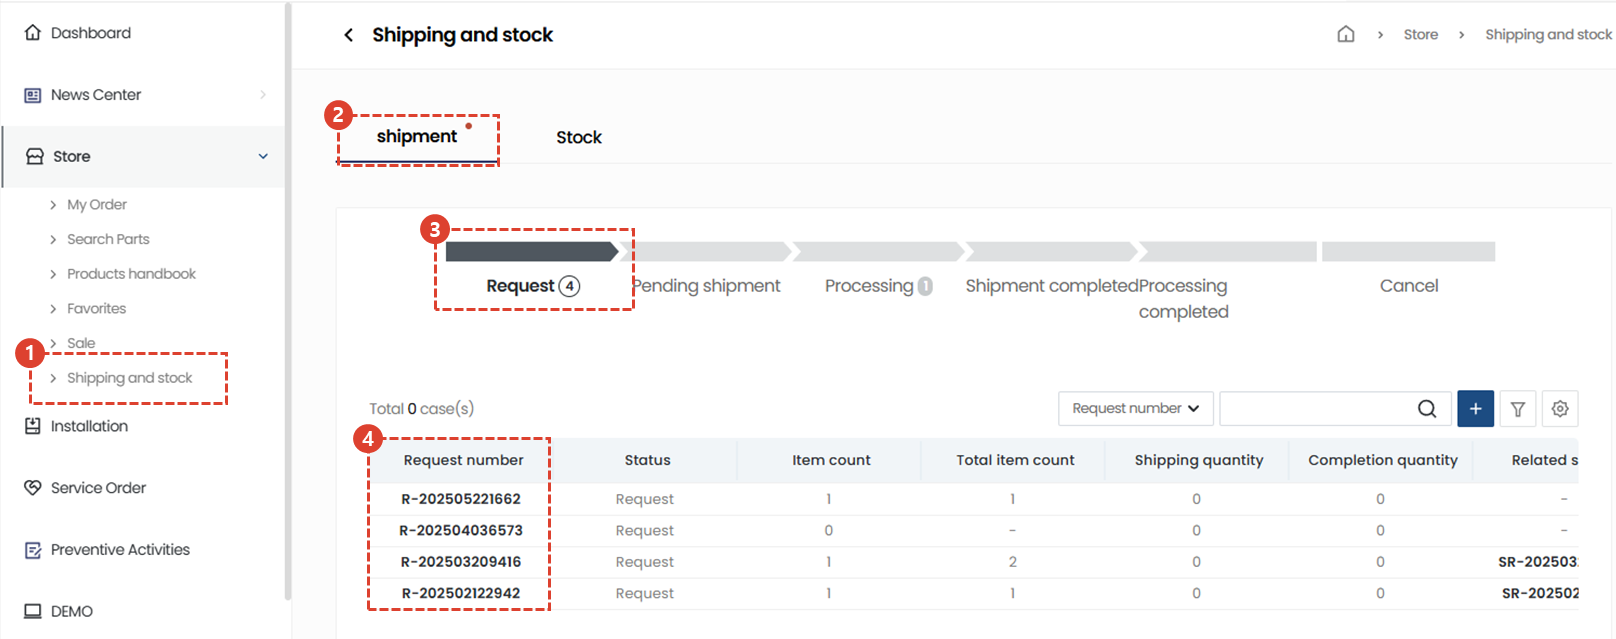 Dashboard
News Center
Store
My Order
Search Parts
Products handbook
Favorites
Sale
1
Shipping and stock
Installation
Service Order
Preventive Activities
DEMO
Shipping and stock
Store
Shipping and stock
2
shipment
Stock
3
Request 4
Pending shipment
Processing 1
Shipment completed
Processing
completed
Cancel
Total 0 case(s)
Request number
4
Request number Status Item count Total item count Shipping quantity Completion quantity Related s
R-202505221662 Request 1 1 0 0 -
R-202504036573 Request 0 - 0 0 -
R-202503209416 Request 1 2 0 0 SR-202503
R-202502122942 Request 1 1 0 0 SR-202502